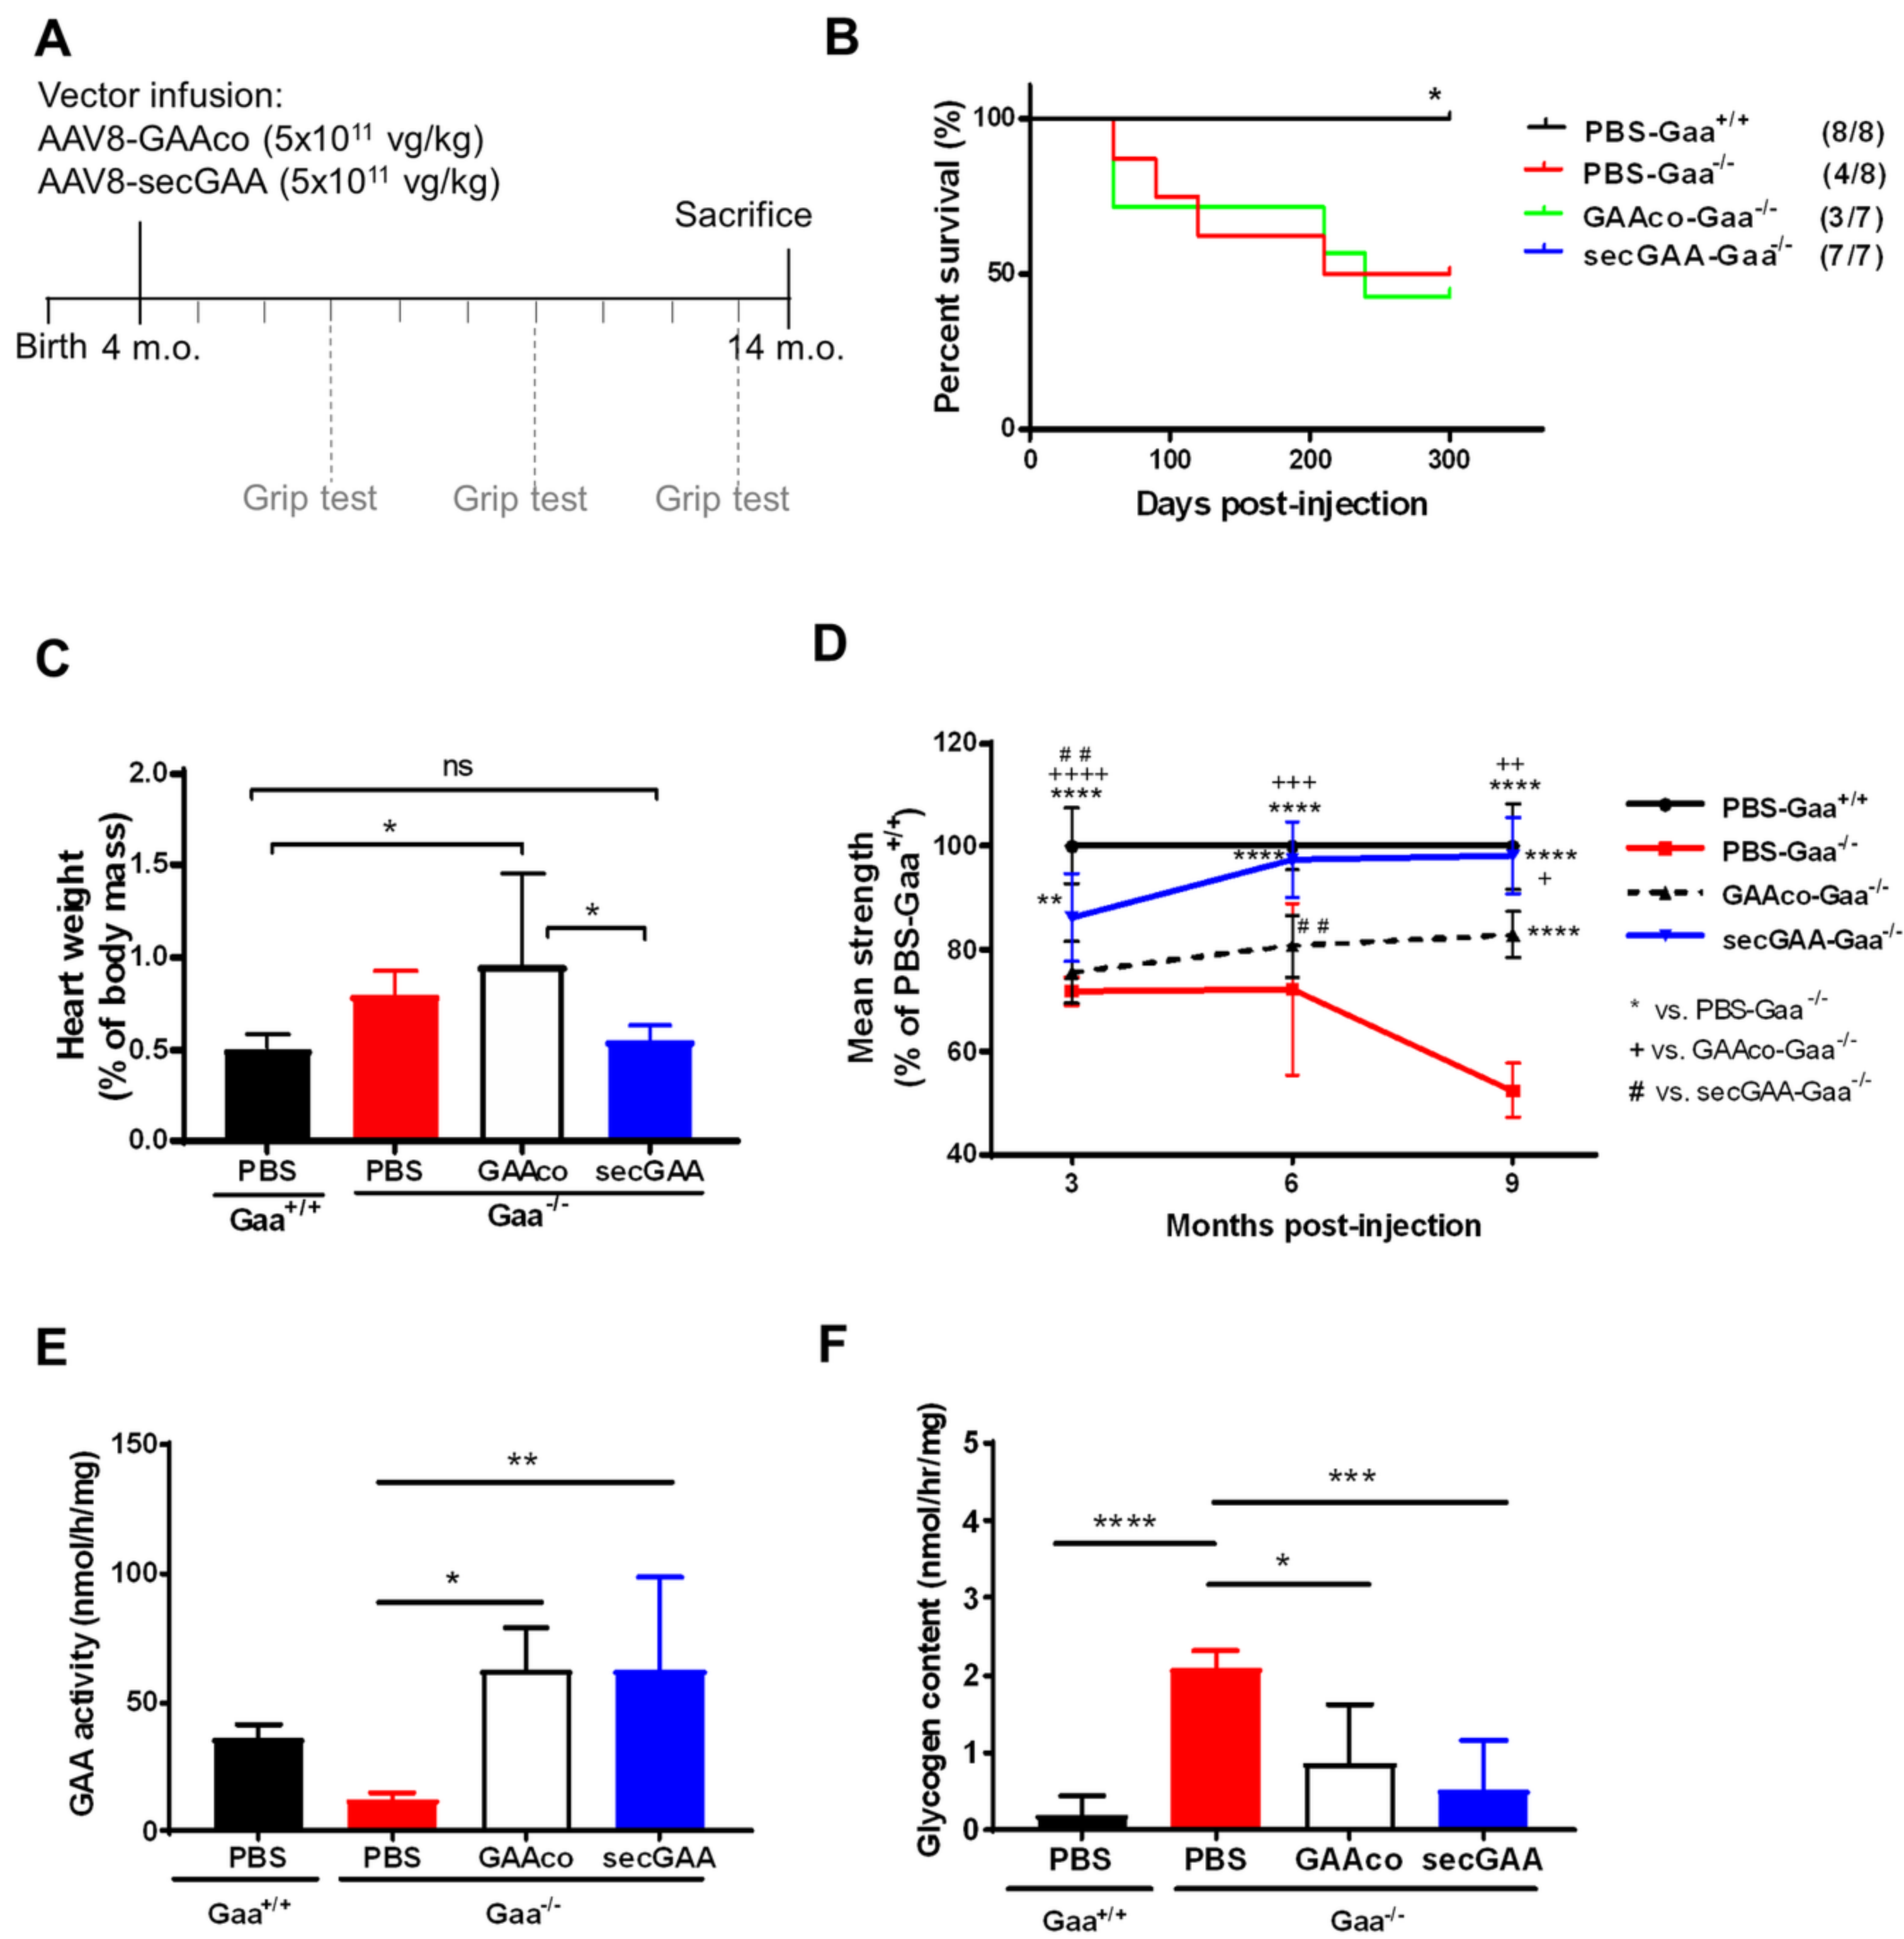 A
Vector infusion:
AAV8-GAAco (5x10¹¹ vg/kg)
AAV8-secGAA (5x10¹¹ vg/kg)
Sacrifice
Birth 4 m.o.
14 m.o.
Grip test
Grip test
Grip test
B
Percent survival (%)
100
50
0
0
100
200
300
Days post-injection
*
PBS-Gaa+/+ (8/8)
PBS-Gaa-/- (4/8)
GAAco-Gaa-/- (3/7)
secGAA-Gaa-/- (7/7)
C
Heart weight
(% of body mass)
2.0
1.5
1.0
0.5
0.0
ns
*
*
PBS
PBS
GAAco
secGAA
Gaa+/+
Gaa-/-
D
Mean strength
(% of PBS-Gaa+/+)
120
100
80
60
40
# #
++++
****
**
+++
****
****
# #
++
****
****
+
****
3
6
9
Months post-injection
PBS-Gaa+/+
PBS-Gaa-/-
GAAco-Gaa-/-
secGAA-Gaa-/-
* vs. PBS-Gaa-/-
+ vs. GAAco-Gaa-/-
# vs. secGAA-Gaa-/-
E
GAA activity (nmol/h/mg)
150
100
50
0
**
*
PBS
PBS
GAAco
secGAA
Gaa+/+
Gaa-/-
F
Glycogen content (nmol/hr/mg)
5
4
3
2
1
0
***
****
*
PBS
PBS
GAAco
secGAA
Gaa+/+
Gaa-/-